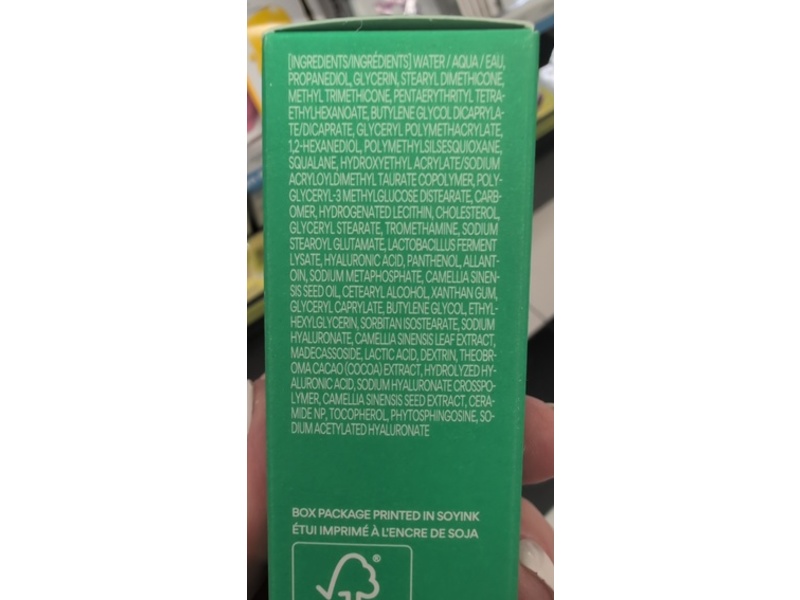 [INGREDIENTS/INGRÉDIENTS] WATER / AQUA / EAU,
PROPANEDIOL, GLYCERIN, STEARYL DIMETHICONE,
METHYL TRIMETHICONE, PENTAERYTHRITYL TETRA-
ETHYLHEXANOATE, BUTYLENE GLYCOL DICAPRYLA-
TE/DICAPRATE, GLYCERYL POLYMETHACRYLATE,
1,2-HEXANEDIOL, POLYMETHYLSILSESQUIOXANE,
SQUALANE, HYDROXYETHYL ACRYLATE/SODIUM
ACRYLOYLDIMETHYL TAURATE COPOLYMER, POLY-
GLYCERYL-3 METHYLGLUCOSE DISTEARATE, CARB-
OMER, HYDROGENATED LECITHIN, CHOLESTEROL,
GLYCERYL STEARATE, TROMETHAMINE, SODIUM
STEAROYL GLUTAMATE, LACTOBACILLUS FERMENT
LYSATE, HYALURONIC ACID, PANTHENOL, ALLANT-
OIN, SODIUM METAPHOSPHATE, CAMELLIA SINEN-
SIS SEED OIL, CETEARYL ALCOHOL, XANTHAN GUM,
GLYCERYL CAPRYLATE, BUTYLENE GLYCOL, ETHYL-
HEXYLGLYCERIN, SORBITAN ISOSTEARATE, SODIUM
HYALURONATE, CAMELLIA SINENSIS LEAF EXTRACT,
MADECASSOSIDE, LACTIC ACID, DEXTRIN, THEOBR-
OMA CACAO (COCOA) EXTRACT, HYDROLYZED HY-
ALURONIC ACID, SODIUM HYALURONATE CROSSPO-
LYMER, CAMELLIA SINENSIS SEED EXTRACT, CERA-
MIDE NP, TOCOPHEROL, PHYTOSPHINGOSINE, SO-
DIUM ACETYLATED HYALURONATE
BOX PACKAGE PRINTED IN SOYINK
ÉTUI IMPRIMÉ À L'ENCRE DE SOJA